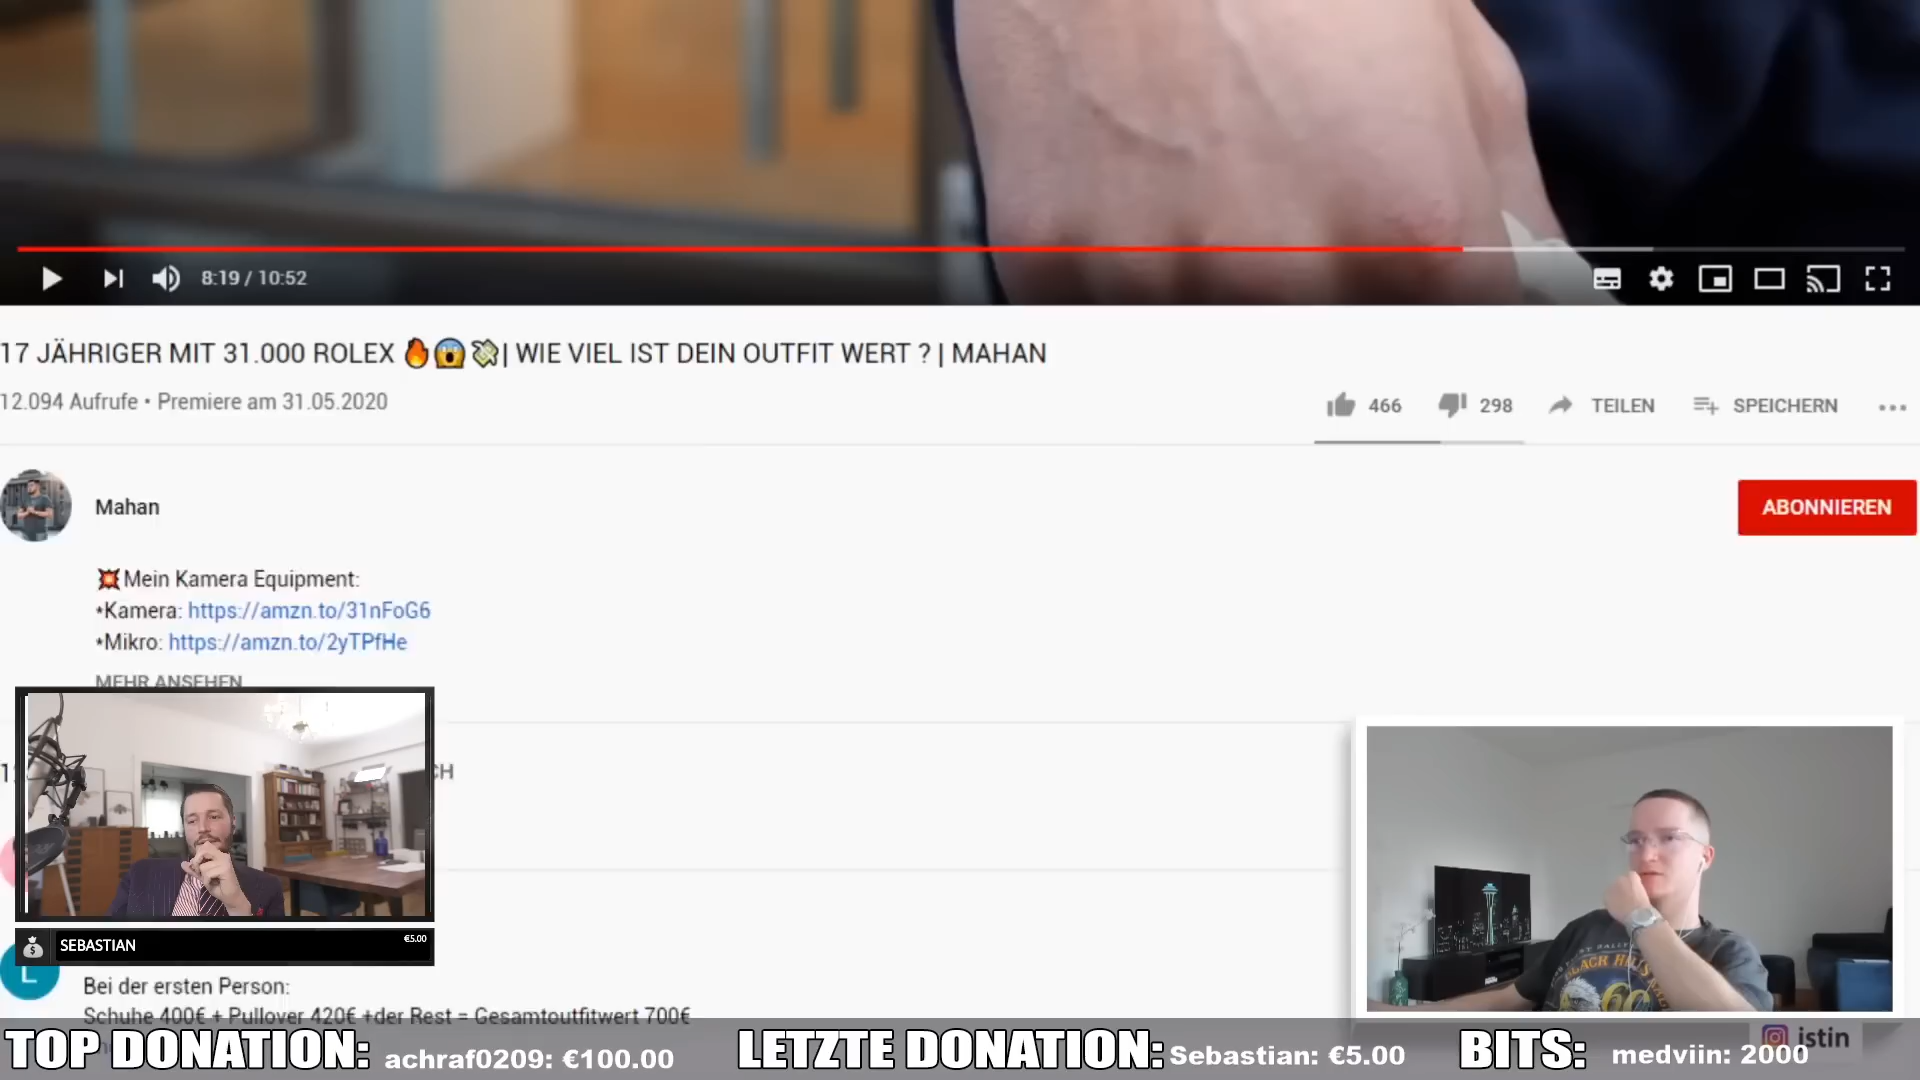 8:19 / 10:52
17 JÄHRIGER MIT 31.000 ROLEX 🔥😱💸| WIE VIEL IST DEIN OUTFIT WERT ? | MAHAN
12.094 Aufrufe • Premiere am 31.05.2020
466 298 TEILEN SPEICHERN
Mahan
ABONNIEREN
💥Mein Kamera Equipment:
*Kamera: https://amzn.to/31nFoG6
*Mikro: https://amzn.to/2yTPfHe
MEHR ANSEHEN
CH
SEBASTIAN €5.00
L
Bei der ersten Person:
Schuhe 400€ + Pullover 420€ +der Rest = Gesamtoutfitwert 700€
BLACK HILLS
istin
TOP DONATION: achraf0209: €100.00 LETZTE DONATION: Sebastian: €5.00 BITS: medviin: 2000